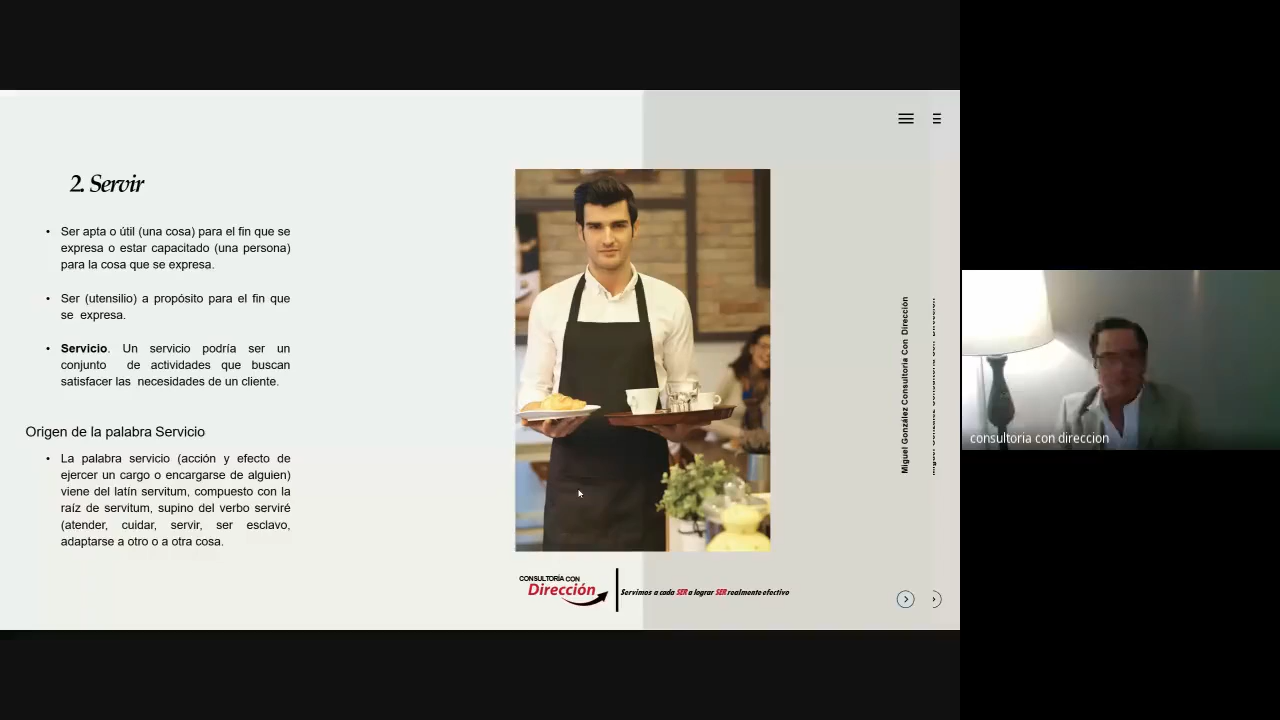 2. Servir
• Ser apta o útil (una cosa) para el fin que se
expresa o estar capacitado (una persona)
para la cosa que se expresa.
• Ser (utensilio) a propósito para el fin que
se expresa.
• Servicio. Un servicio podría ser un
conjunto de actividades que buscan
satisfacer las necesidades de un cliente.
Origen de la palabra Servicio
• La palabra servicio (acción y efecto de
ejercer un cargo o encargarse de alguien)
viene del latín servitum, compuesto con la
raíz de servitum, supino del verbo serviré
(atender, cuidar, servir, ser esclavo,
adaptarse a otro o a otra cosa.
CONSULTORÍA CON
Dirección
Servimos a cada SER a lograr SER realmente efectivo
Miguel González Consultoría Con Dirección
consultoria con direccion